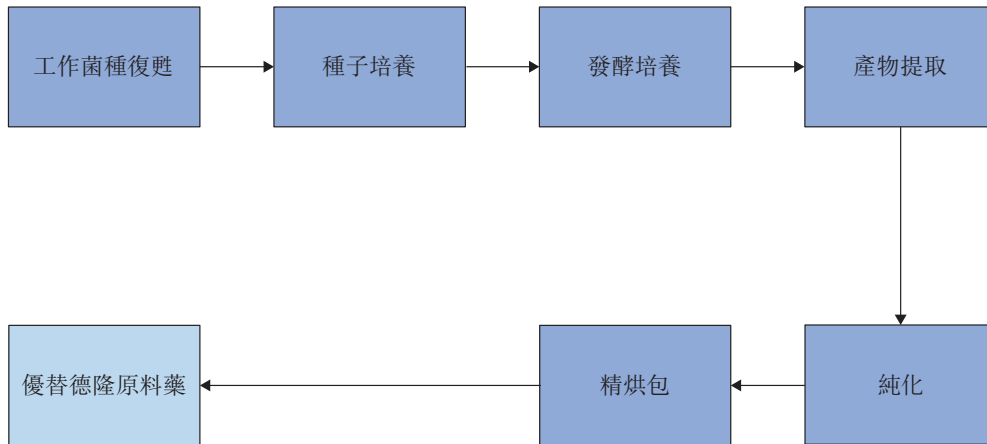 工作菌種復甦
種子培養
發酵培養
產物提取
純化
精烘包
優替德隆原料藥